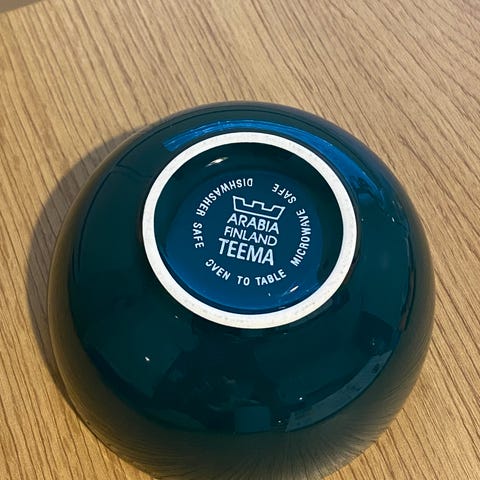 ARABIA
FINLAND
TEEMA
DISHWASHER SAFE
OVEN TO TABLE
MICROWAVE SAFE